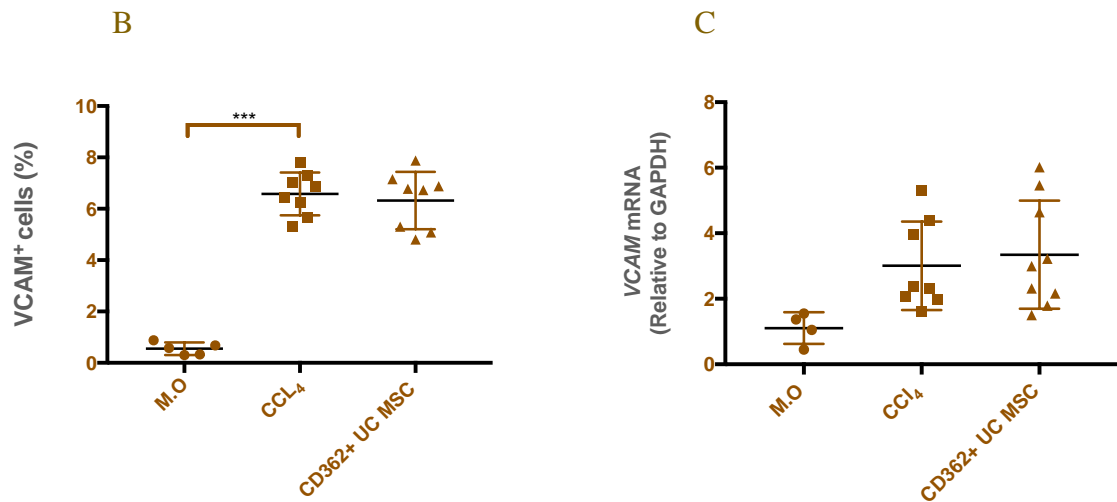 B
VCAM⁺ cells (%)
10
8
6
4
2
0
***
M.O
CCL₄
CD362+ UC MSC
C
VCAM mRNA
(Relative to GAPDH)
8
6
4
2
0
M.O
CCl₄
CD362+ UC MSC